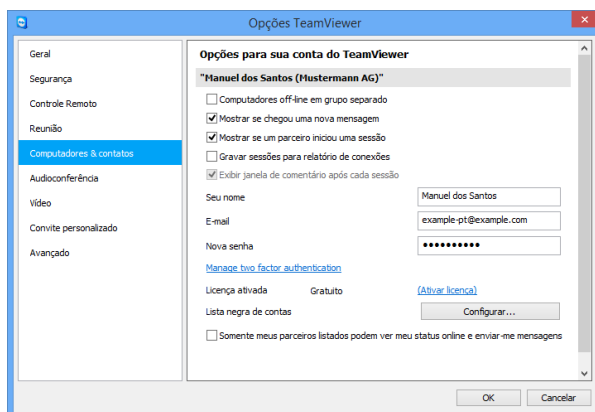 Opções TeamViewer
Geral
Segurança
Controle Remoto
Reunião
Computadores & contatos
Audioconferência
Vídeo
Convite personalizado
Avançado
Opções para sua conta do TeamViewer
"Manuel dos Santos (Mustermann AG)"
Computadores off-line em grupo separado
Mostrar se chegou uma nova mensagem
Mostrar se um parceiro iniciou uma sessão
Gravar sessões para relatório de conexões
Exibir janela de comentário após cada sessão
Seu nome Manuel dos Santos
E-mail example-pt@example.com
Nova senha
Manage two factor authentication
Licença ativada Gratuito (Ativar licença)
Lista negra de contas Configurar...
Somente meus parceiros listados podem ver meu status online e enviar-me mensagens
OK Cancelar